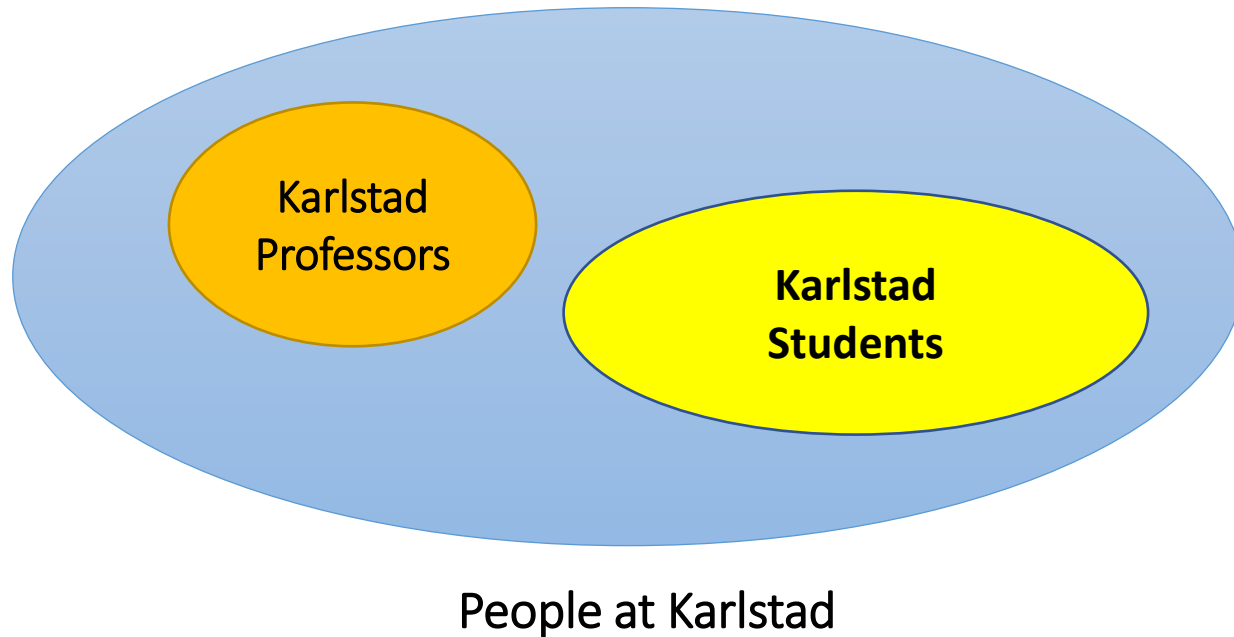 Karlstad
Professors
Karlstad
Students
People at Karlstad